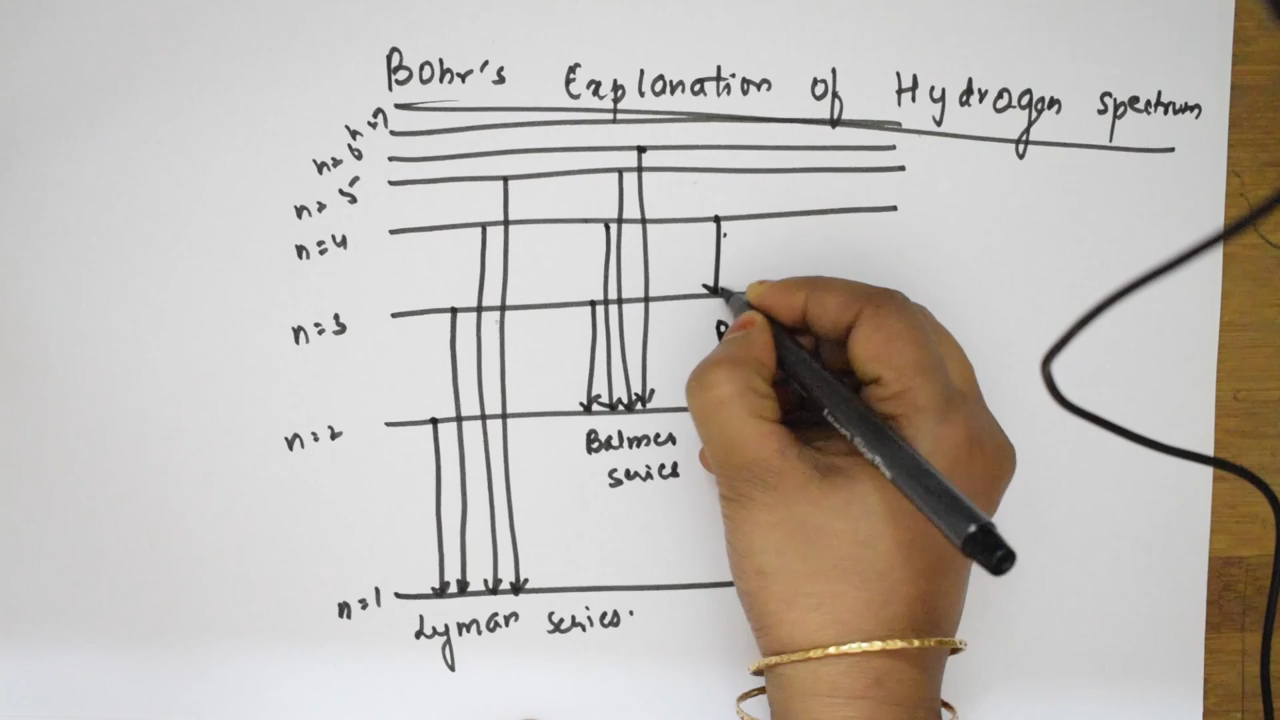 Bohr's Explanation of Hydrogen spectrum
n=7
n=6
n=5
n=4
n=3
n=2
Balmer
series
n=1
Lyman series.